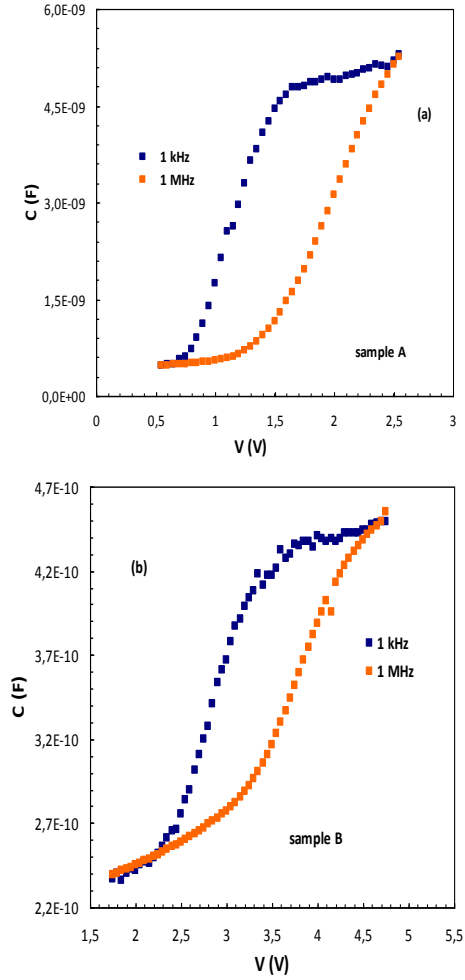 6,0E-09
(a)
4,5E-09
1 kHz
1 MHz
C (F)
3,0E-09
1,5E-09
sample A
0,0E+00
0
0,5
1
1,5
2
2,5
3
V (V)
4,7E-10
(b)
4,2E-10
1 kHz
3,7E-10
1 MHz
C (F)
3,2E-10
2,7E-10
sample B
2,2E-10
1,5
2
2,5
3
3,5
4
4,5
5
5,5
V (V)